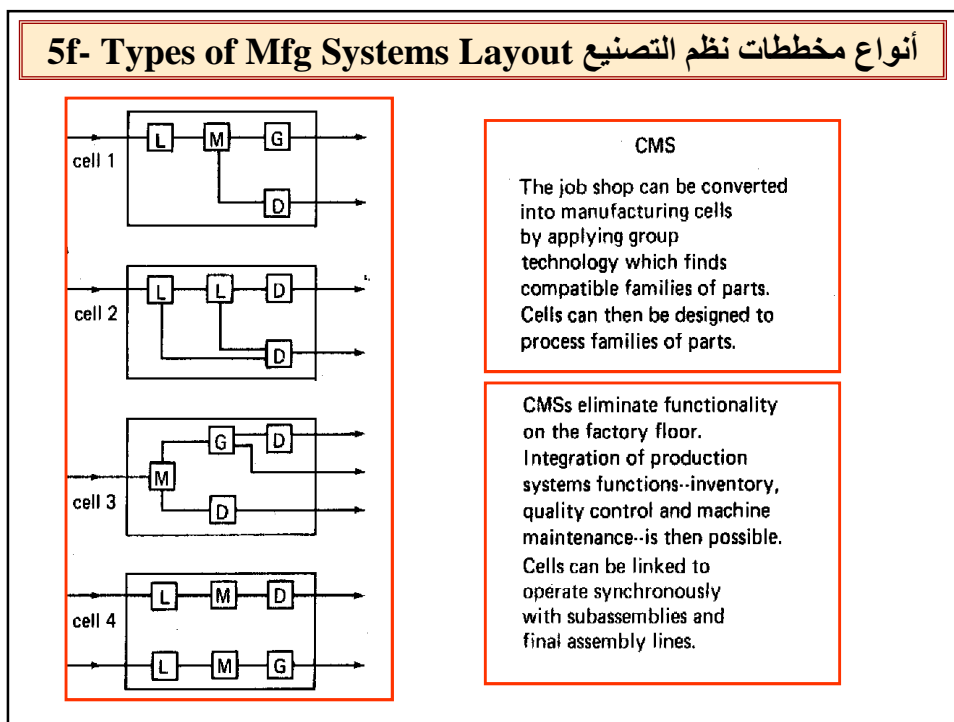 5f- Types of Mfg Systems Layout أنواع مخططات نظم التصنيع
cell 1
L M G
D
cell 2
L L D
D
cell 3
G D
M
D
cell 4
L M D
L M G
CMS
The job shop can be converted
into manufacturing cells
by applying group
technology which finds
compatible families of parts.
Cells can then be designed to
process families of parts.
CMSs eliminate functionality
on the factory floor.
Integration of production
systems functions--inventory,
quality control and machine
maintenance--is then possible.
Cells can be linked to
operate synchronously
with subassemblies and
final assembly lines.